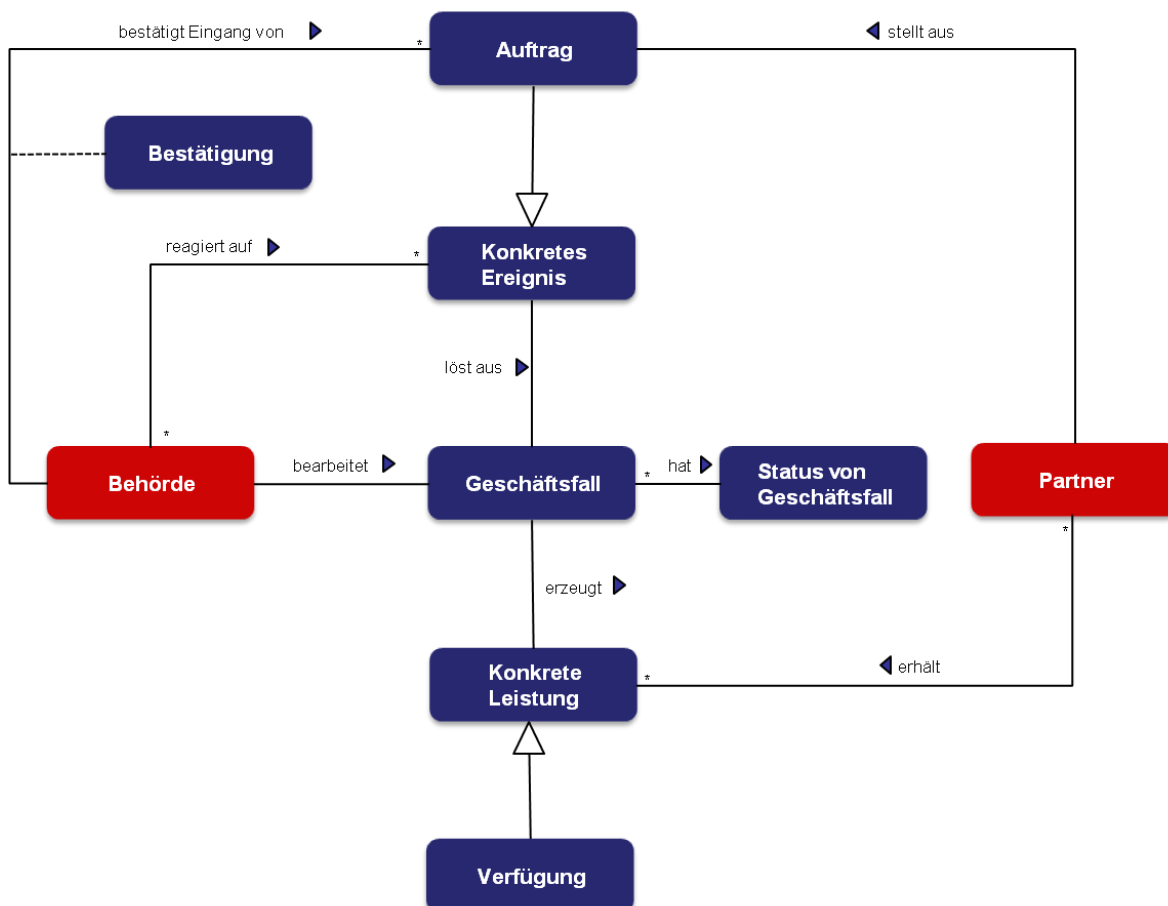 bestätigt Eingang von
*
Auftrag
stellt aus
Bestätigung
reagiert auf
*
Konkretes
Ereignis
löst aus
*
Behörde
bearbeitet
Geschäftsfall
*
hat
Status von
Geschäftsfall
Partner
*
erzeugt
Konkrete
Leistung
*
erhält
Verfügung